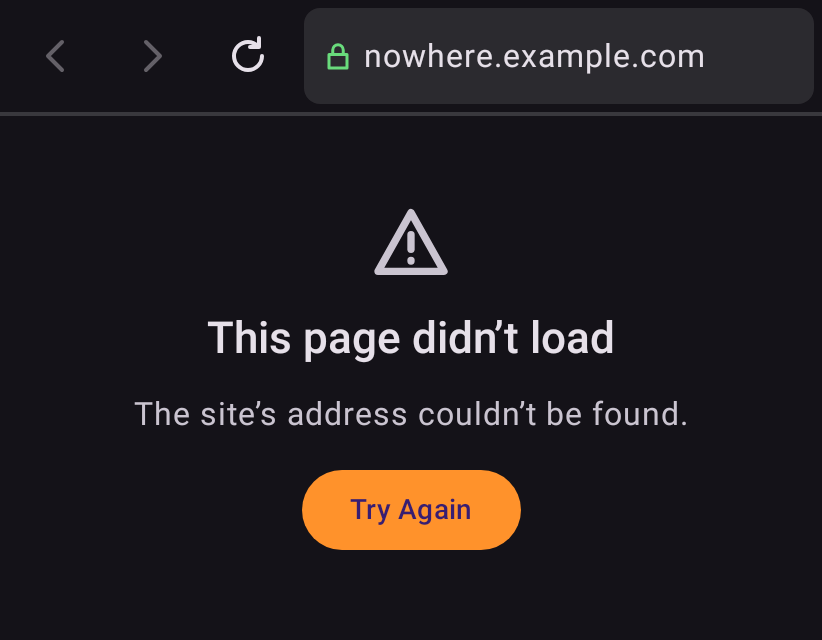 nowhere.example.com
This page didn’t load
The site’s address couldn’t be found.
Try Again